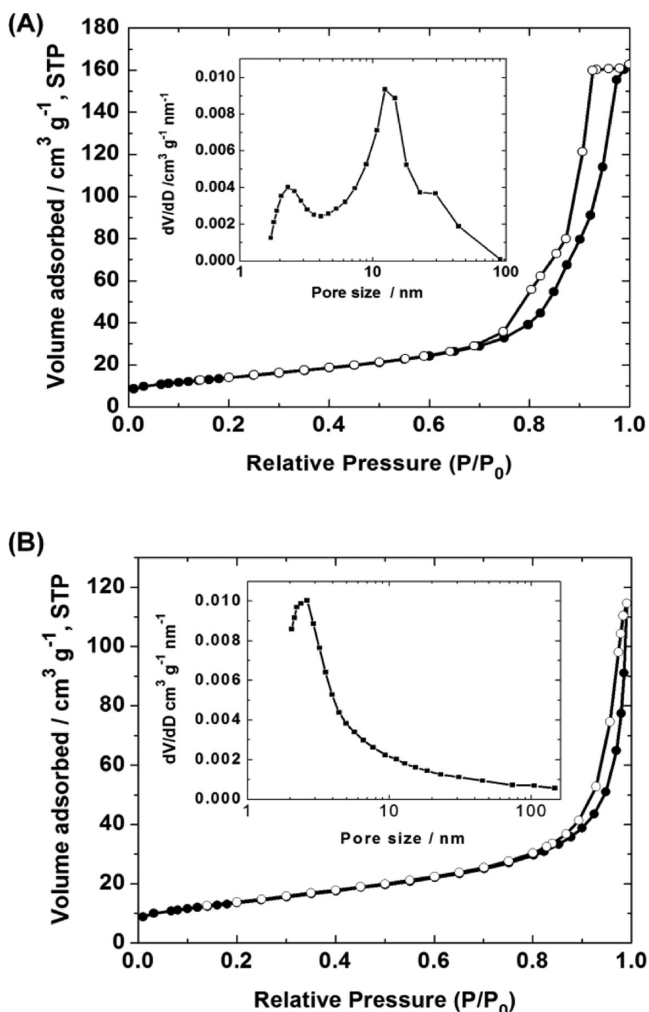 (A)
180
160
140
120
100
80
60
40
20
0
Volume adsorbed / cm³ g⁻¹, STP
0.010
0.008
0.006
0.004
0.002
0.000
dV/dD /cm³ g⁻¹ nm⁻¹
1 10 100
Pore size / nm
0.0 0.2 0.4 0.6 0.8 1.0
Relative Pressure (P/P₀)
(B)
120
100
80
60
40
20
0
Volume adsorbed / cm³ g⁻¹, STP
0.010
0.008
0.006
0.004
0.002
0.000
dV/dD cm³ g⁻¹ nm⁻¹
1 10 100
Pore size / nm
0.0 0.2 0.4 0.6 0.8 1.0
Relative Pressure (P/P₀)